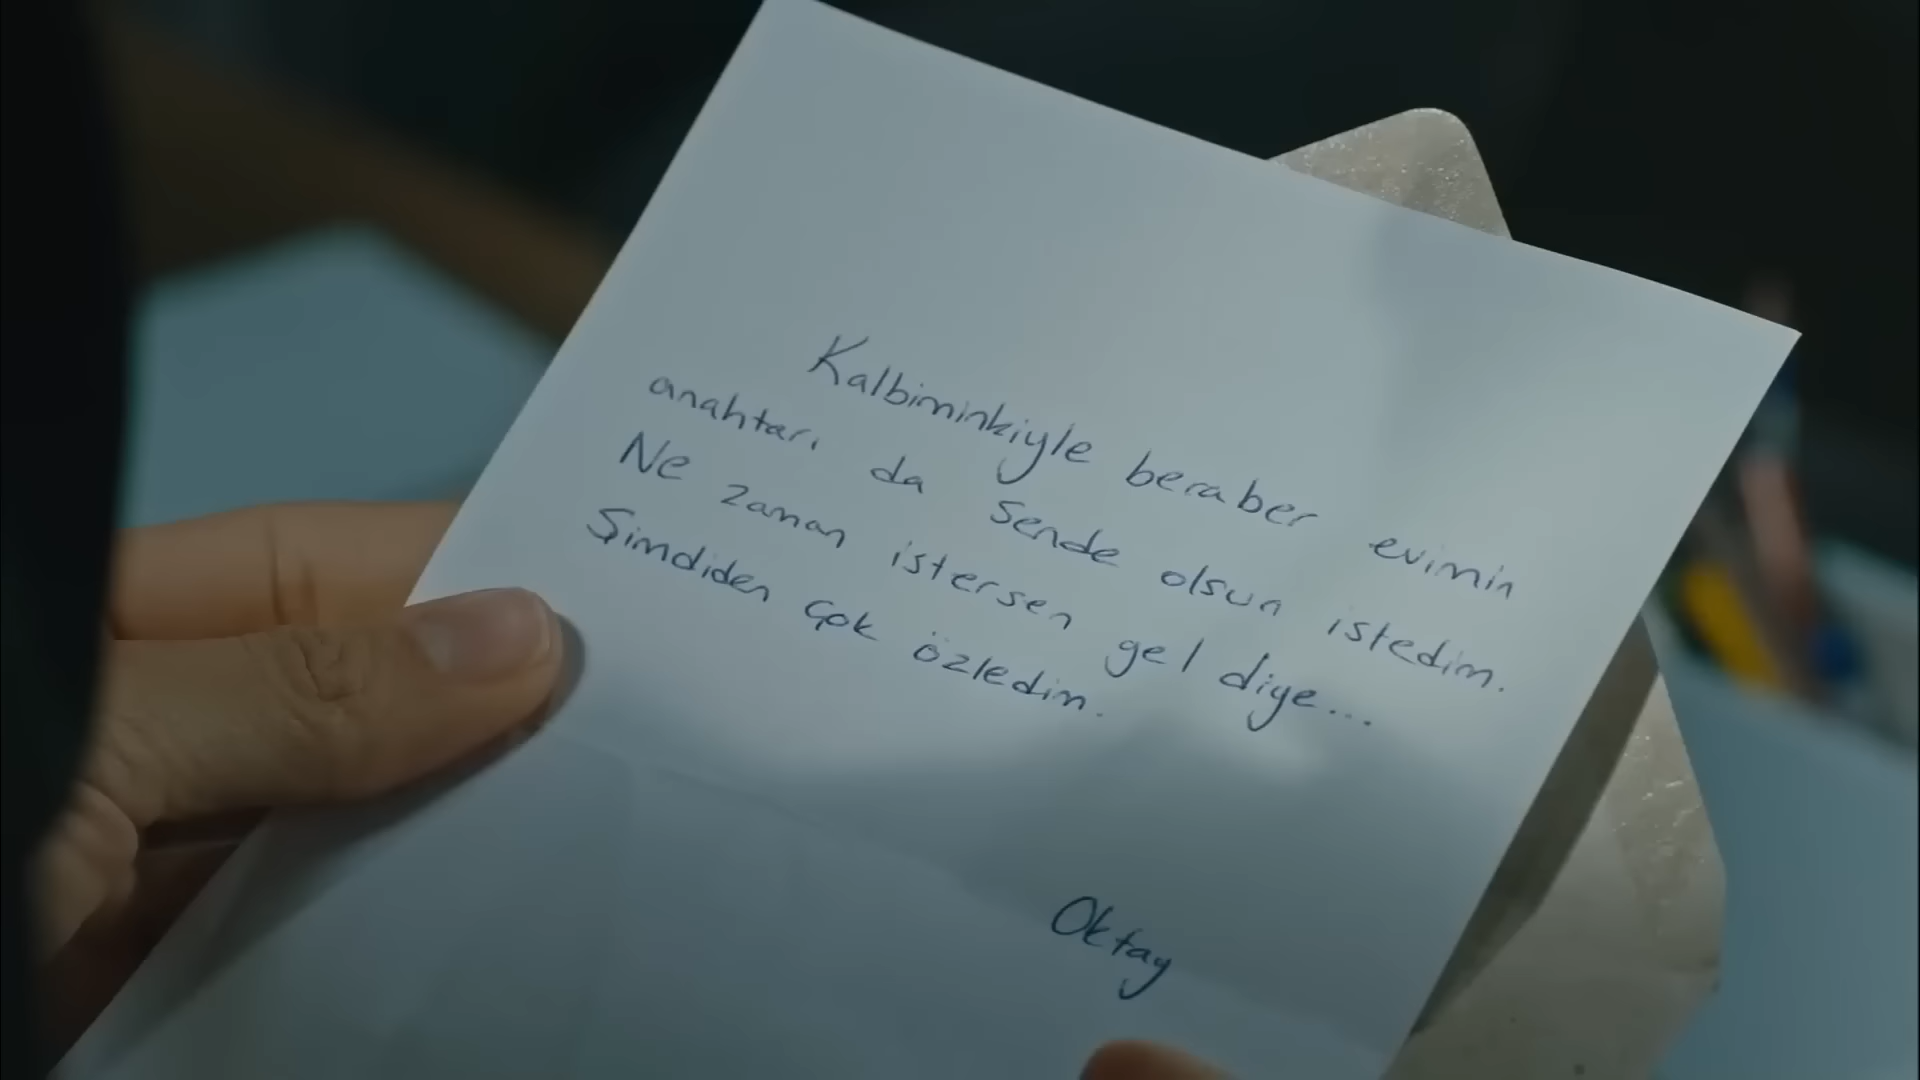 Kalbiminkiyle beraber evimin
anahtarı da sende olsun istedim.
Ne zaman istersen gel diye...
Şimdiden çok özledim.
Oktay